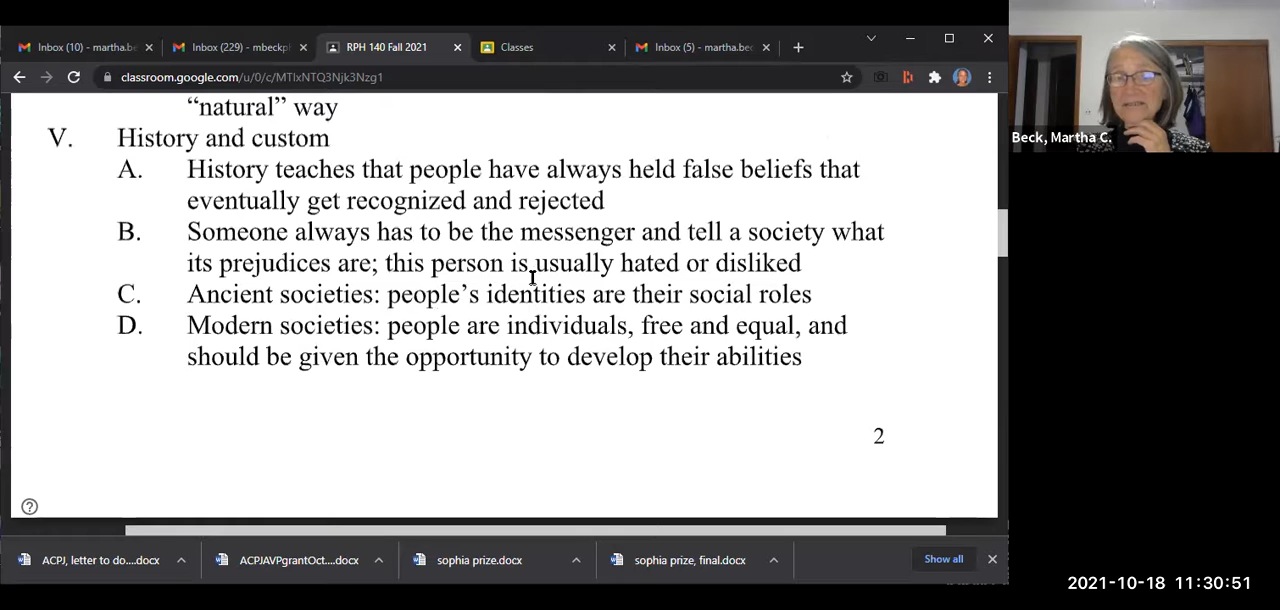 Inbox (10) - martha.be
Inbox (229) - mbeckp
RPH 140 Fall 2021
Classes
Inbox (5) - martha.bec
classroom.google.com/u/0/c/MTIxNTQ3Njk3Nzg1
"natural" way
V. History and custom
A. History teaches that people have always held false beliefs that
eventually get recognized and rejected
B. Someone always has to be the messenger and tell a society what
its prejudices are; this person is usually hated or disliked
C. Ancient societies: people's identities are their social roles
D. Modern societies: people are individuals, free and equal, and
should be given the opportunity to develop their abilities
2
Beck, Martha C.
ACPJ, letter to do....docx
ACPJAVPgrantOct....docx
sophia prize.docx
sophia prize, final.docx
Show all
2021-10-18 11:30:51